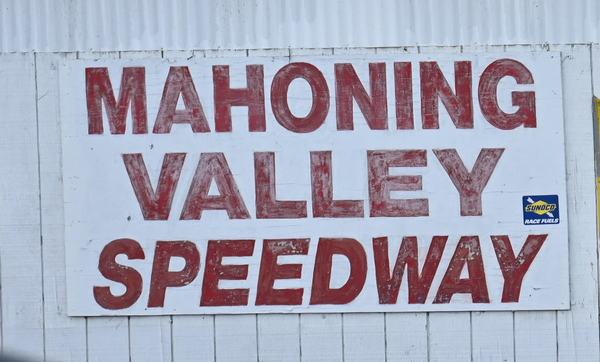 MAHONING
VALLEY
SPEEDWAY
SUNOCO
RACE FUELS